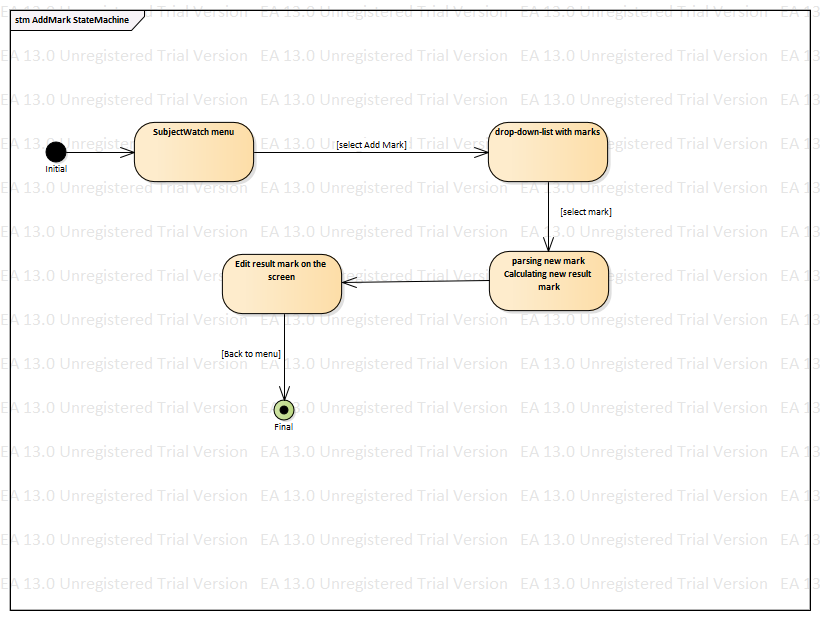 stm AddMark StateMachine
EA 13.0 Unregistered Trial Version EA 13.0 Unregistered Trial Version EA 13.0 Unregistered Trial Version EA 13
SubjectWatch menu
drop-down-list with marks
[select Add Mark]
Initial
[select mark]
parsing new mark
Calculating new result
mark
Edit result mark on the
screen
[Back to menu]
Final